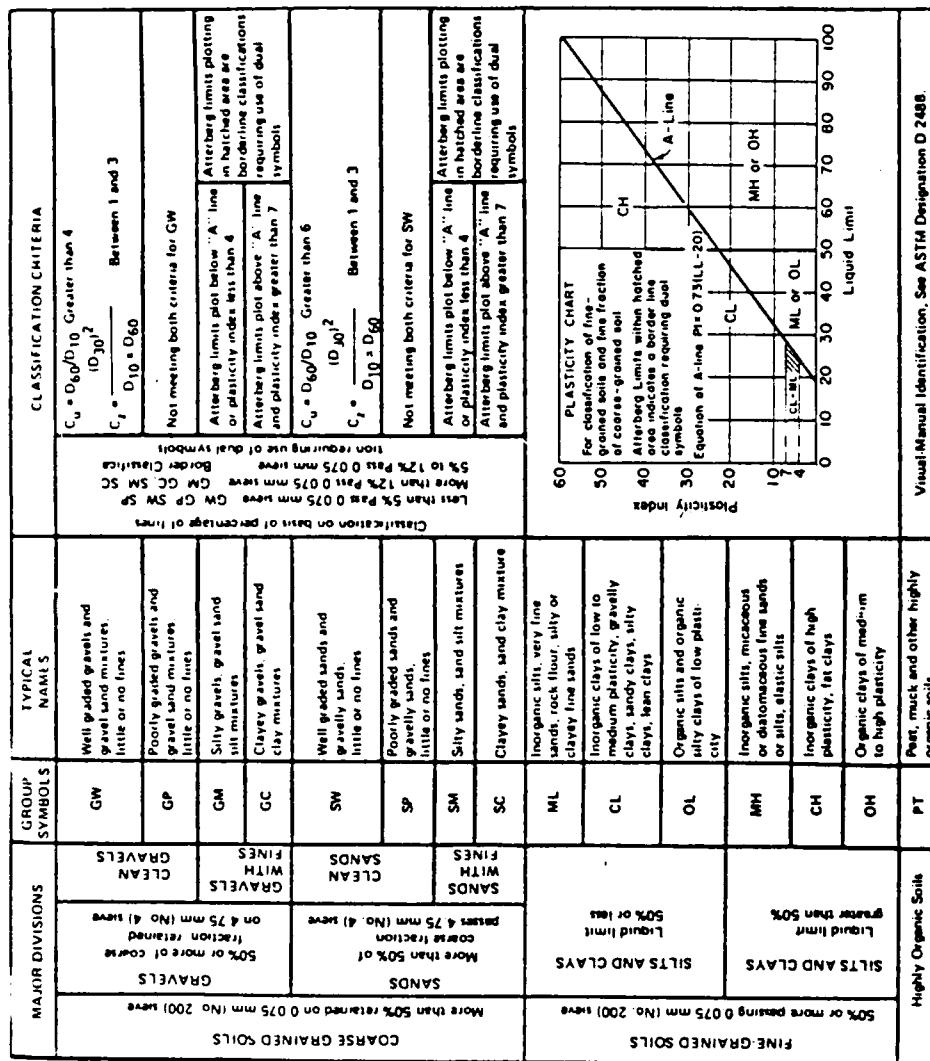 MAJOR DIVISIONS
GROUP
SYMBOLS
TYPICAL
NAMES
CLASSIFICATION CRITERIA
COARSE GRAINED SOILS
More than 50% retained on 0.075 mm (No. 200) sieve
GRAVELS
50% or more of coarse
fraction retained
on 4.75 mm (No. 4) sieve
CLEAN
GRAVELS
GW
Well graded gravels and
gravel sand mixtures,
little or no fines
GP
Poorly graded gravels and
gravel sand mixtures
little or no fines
GRAVELS
WITH
FINES
GM
Silty gravels, gravel sand
silt mixtures
GC
Clayey gravels, gravel sand
clay mixtures
SANDS
More than 50% of
coarse fraction
passes 4.75 mm (No. 4) sieve
CLEAN
SANDS
SW
Well graded sands and
gravelly sands,
little or no fines
SP
Poorly graded sands and
gravelly sands,
little or no fines
SANDS
WITH
FINES
SM
Silty sands, sand silt mixtures
SC
Clayey sands, sand clay mixture
Classification on basis of percentage of fines
Less than 5% Pass 0.075 mm sieve GW GP SW SP
More than 12% Pass 0.075 mm sieve GM GC, SM SC
5% to 12% Pass 0.075 mm sieve Border Classifica
tion requiring use of dual symbols
C_u = D_60/D_10 Greater than 4
C_z = (D_30)^2 / D_10 = D_60 Between 1 and 3
Not meeting both criteria for GW
Atterberg limits plot below "A" line
or plasticity index less than 4
Atterberg limits plot above "A" line
and plasticity index greater than 7
Atterberg limits plotting
in hatched area are
borderline classifications
requiring use of dual
symbols
C_u = D_60/D_10 Greater than 6
C_z = (D_30)^2 / D_10 = D_60 Between 1 and 3
Not meeting both criteria for SW
Atterberg limits plot below "A" line
or plasticity index less than 4
Atterberg limits plot above "A" line
and plasticity index greater than 7
Atterberg limits plotting
in hatched area are
borderline classifications
requiring use of dual
symbols
FINE-GRAINED SOILS
50% or more passing 0.075 mm (No. 200) sieve
SILTS AND CLAYS
Liquid limit
50% or less
ML
Inorganic silts, very fine
sands, rock flour, silty or
clayey fine sands
CL
Inorganic clays of low to
medium plasticity, gravelly
clays, sandy clays, silty
clays, lean clays
OL
Organic silts and organic
silty clays of low plasti-
city
SILTS AND CLAYS
Liquid limit
greater than 50%
MH
Inorganic silts, micaceous
or diatomaceous fine sands
or silts, elastic silts
CH
Inorganic clays of high
plasticity, fat clays
OH
Organic clays of medium
to high plasticity
PLASTICITY CHART
For classification of fine-
grained soils and fine fraction
of coarse-grained soil
Atterberg Limits within hatched
area indicates a border line
classification requiring dual
symbols
Equation of A-line PI=0.73(LL-20)
Plasticity Index
60
50
40
30
20
10
7
4
CH
A-Line
CL
MH or OH
CL-ML
ML or OL
0 10 20 30 40 50 60 70 80 90 100
Liquid Limit
Highly Organic Soils
PT
Peat, muck and other highly
organic soils
Visual-Manual Identification, See ASTM Designation D 2488.